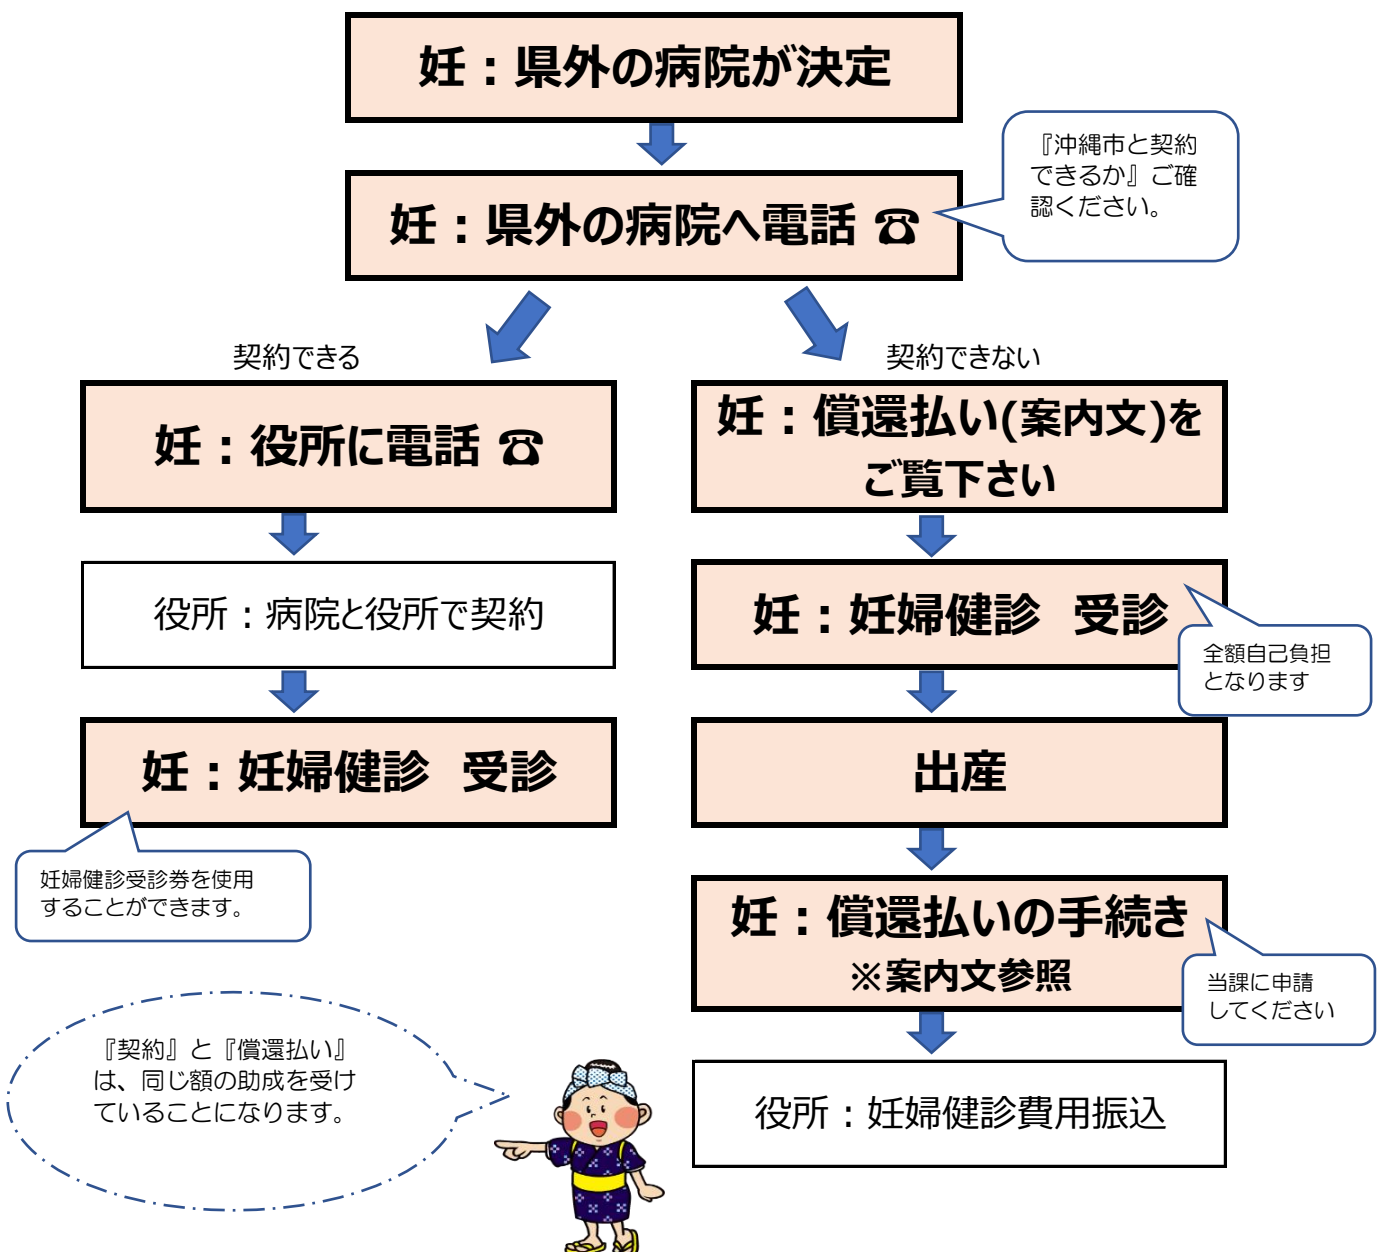 妊：県外の病院が決定
妊：県外の病院へ電話 ☎
『沖縄市と契約
できるか』ご確
認ください。
契約できる
契約できない
妊：役所に電話 ☎
妊：償還払い(案内文)を
ご覧下さい
役所：病院と役所で契約
妊：妊婦健診　受診
全額自己負担
となります
妊：妊婦健診　受診
出産
妊婦健診受診券を使用
することができます。
妊：償還払いの手続き
※案内文参照
当課に申請
してください
『契約』と『償還払い』
は、同じ額の助成を受け
ていることになります。
役所：妊婦健診費用振込